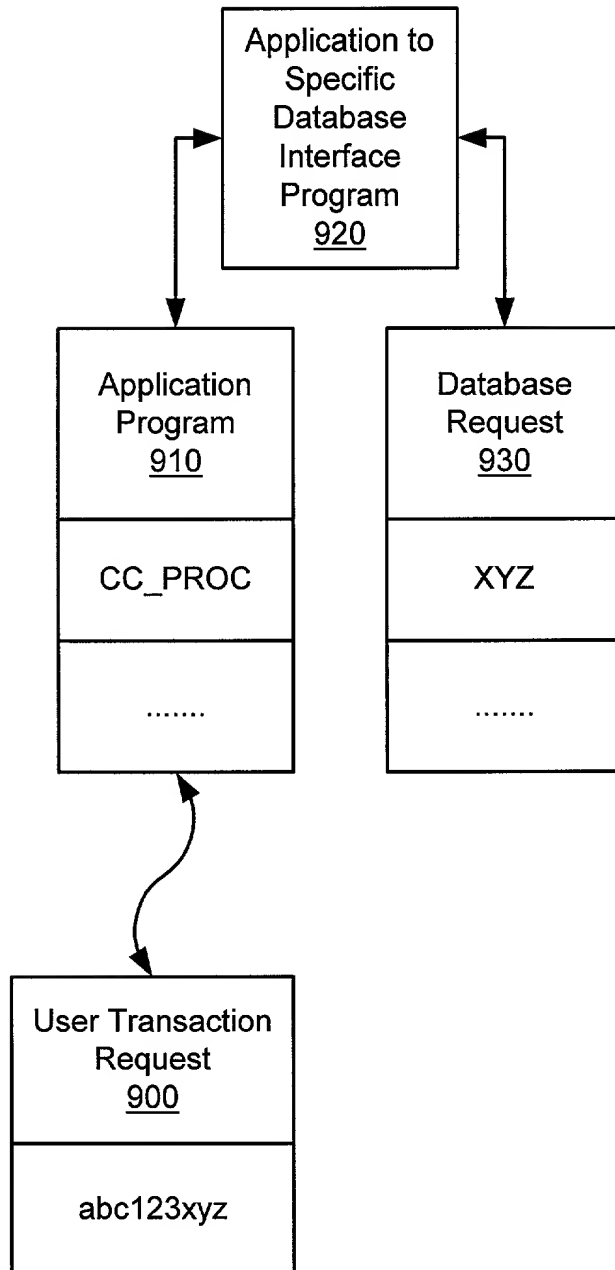 Application to
Specific
Database
Interface
Program
920
Application
Program
910
CC_PROC
.......
Database
Request
930
XYZ
.......
User Transaction
Request
900
abc123xyz